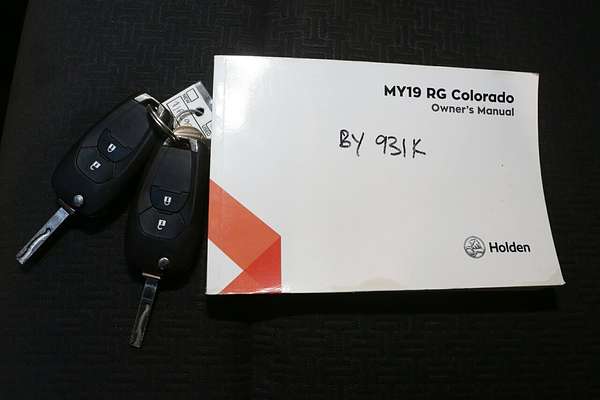 MY19 RG Colorado
Owner's Manual
BY 931K
Holden